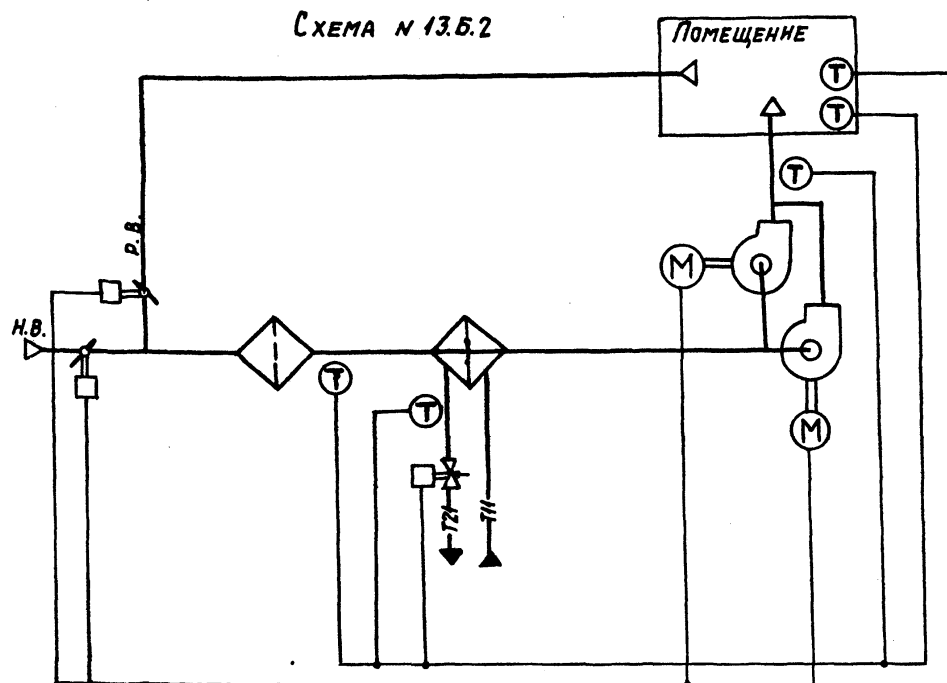 Схема N 13.Б.2
Помещение
Т
Т
Т
Р.В.
М
Н.В.
Т
Т
М
Т21
Т11